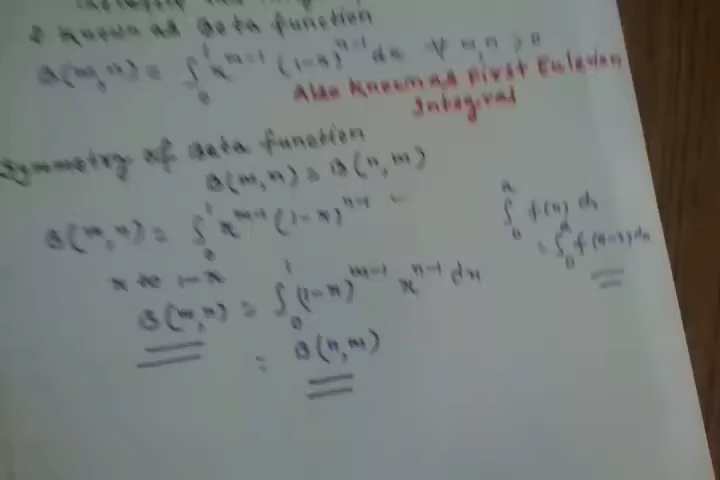 & known as Beta function
B(m,n) = ∫₀¹ x^{m-1} (1-x)^{n-1} dx ∀ m,n > 0
Also known as First Eulerian
Integral
Symmetry of Beta function
B(m,n) = B(n,m)
B(m,n) = ∫₀¹ x^{m-1} (1-x)^{n-1}
x to 1-x
B(m,n) = ∫₀¹ (1-x)^{m-1} x^{n-1} dx
= B(n,m)
∫₀ᵃ f(x) dx
= ∫₀ᵃ f(a-x) dx